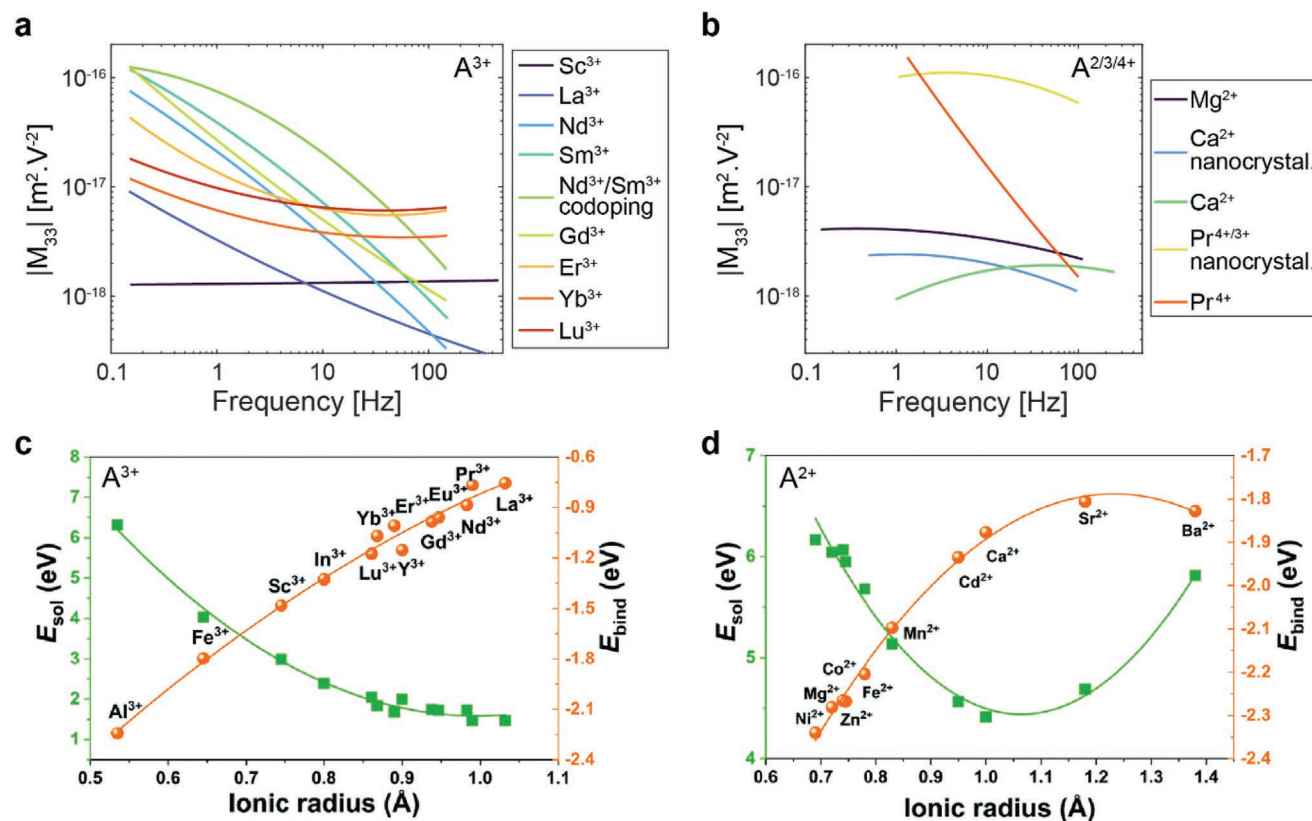 a
|M₃₃| [m².V⁻²]
10⁻¹⁶
10⁻¹⁷
10⁻¹⁸
A³⁺
0.1
1
10
100
Frequency [Hz]
Sc³⁺
La³⁺
Nd³⁺
Sm³⁺
Nd³⁺/Sm³⁺
codoping
Gd³⁺
Er³⁺
Yb³⁺
Lu³⁺
b
|M₃₃| [m².V⁻²]
10⁻¹⁶
10⁻¹⁷
10⁻¹⁸
A²/³/⁴⁺
0.1
1
10
100
Frequency [Hz]
Mg²⁺
Ca²⁺
nanocrystal.
Ca²⁺
Pr⁴⁺/³⁺
nanocrystal.
Pr⁴⁺
c
A³⁺
E_sol (eV)
8
7
6
5
4
3
2
1
Al³⁺
Fe³⁺
Sc³⁺
In³⁺
Yb³⁺
Lu³⁺
Er³⁺
Y³⁺
Eu³⁺
Gd³⁺
Pr³⁺
Nd³⁺
La³⁺
-0.6
-0.9
-1.2
-1.5
-1.8
-2.1
-2.4
E_bind (eV)
0.5
0.6
0.7
0.8
0.9
1.0
1.1
Ionic radius (Å)
d
A²⁺
E_sol (eV)
7
6
5
4
Ni²⁺
Mg²⁺
Co²⁺
Zn²⁺
Fe²⁺
Mn²⁺
Cd²⁺
Ca²⁺
Sr²⁺
Ba²⁺
-1.7
-1.8
-1.9
-2.0
-2.1
-2.2
-2.3
-2.4
E_bind (eV)
0.6
0.7
0.8
0.9
1.0
1.1
1.2
1.3
1.4
Ionic radius (Å)